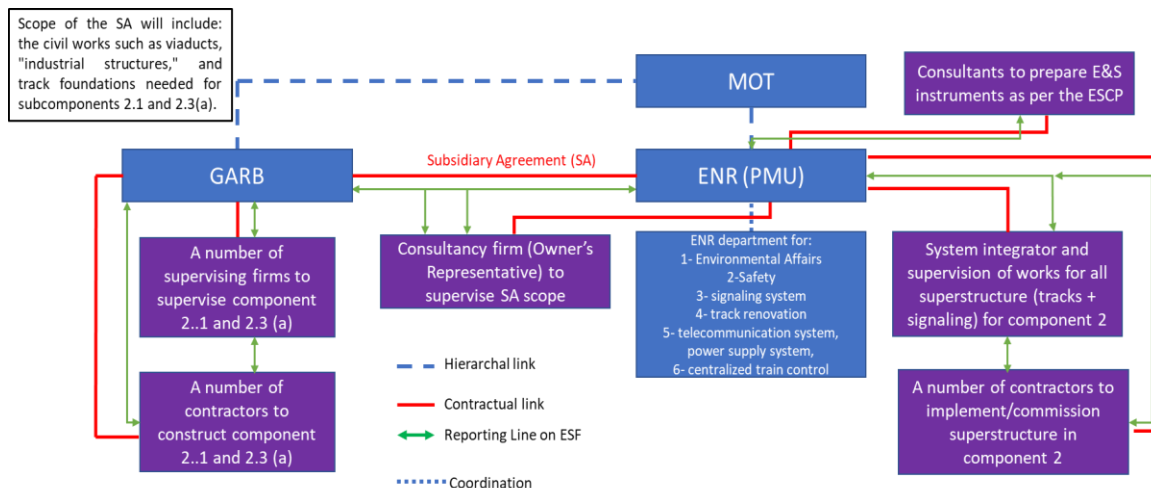 Scope of the SA will include:
the civil works such as viaducts,
"industrial structures," and
track foundations needed for
subcomponents 2.1 and 2.3(a).
MOT
Consultants to prepare E&S
instruments as per the ESCP
GARB
Subsidiary Agreement (SA)
ENR (PMU)
A number of
supervising firms to
supervise component
2..1 and 2.3 (a)
Consultancy firm (Owner's
Representative) to
supervise SA scope
ENR department for:
1- Environmental Affairs
2-Safety
3- signaling system
4- track renovation
5- telecommunication system,
power supply system,
6- centralized train control
System integrator and
supervision of works for all
superstructure (tracks +
signaling) for component 2
A number of
contractors to
construct component
2..1 and 2.3 (a)
Hierarchal link
Contractual link
Reporting Line on ESF
Coordination
A number of contractors to
implement/commission
superstructure in
component 2